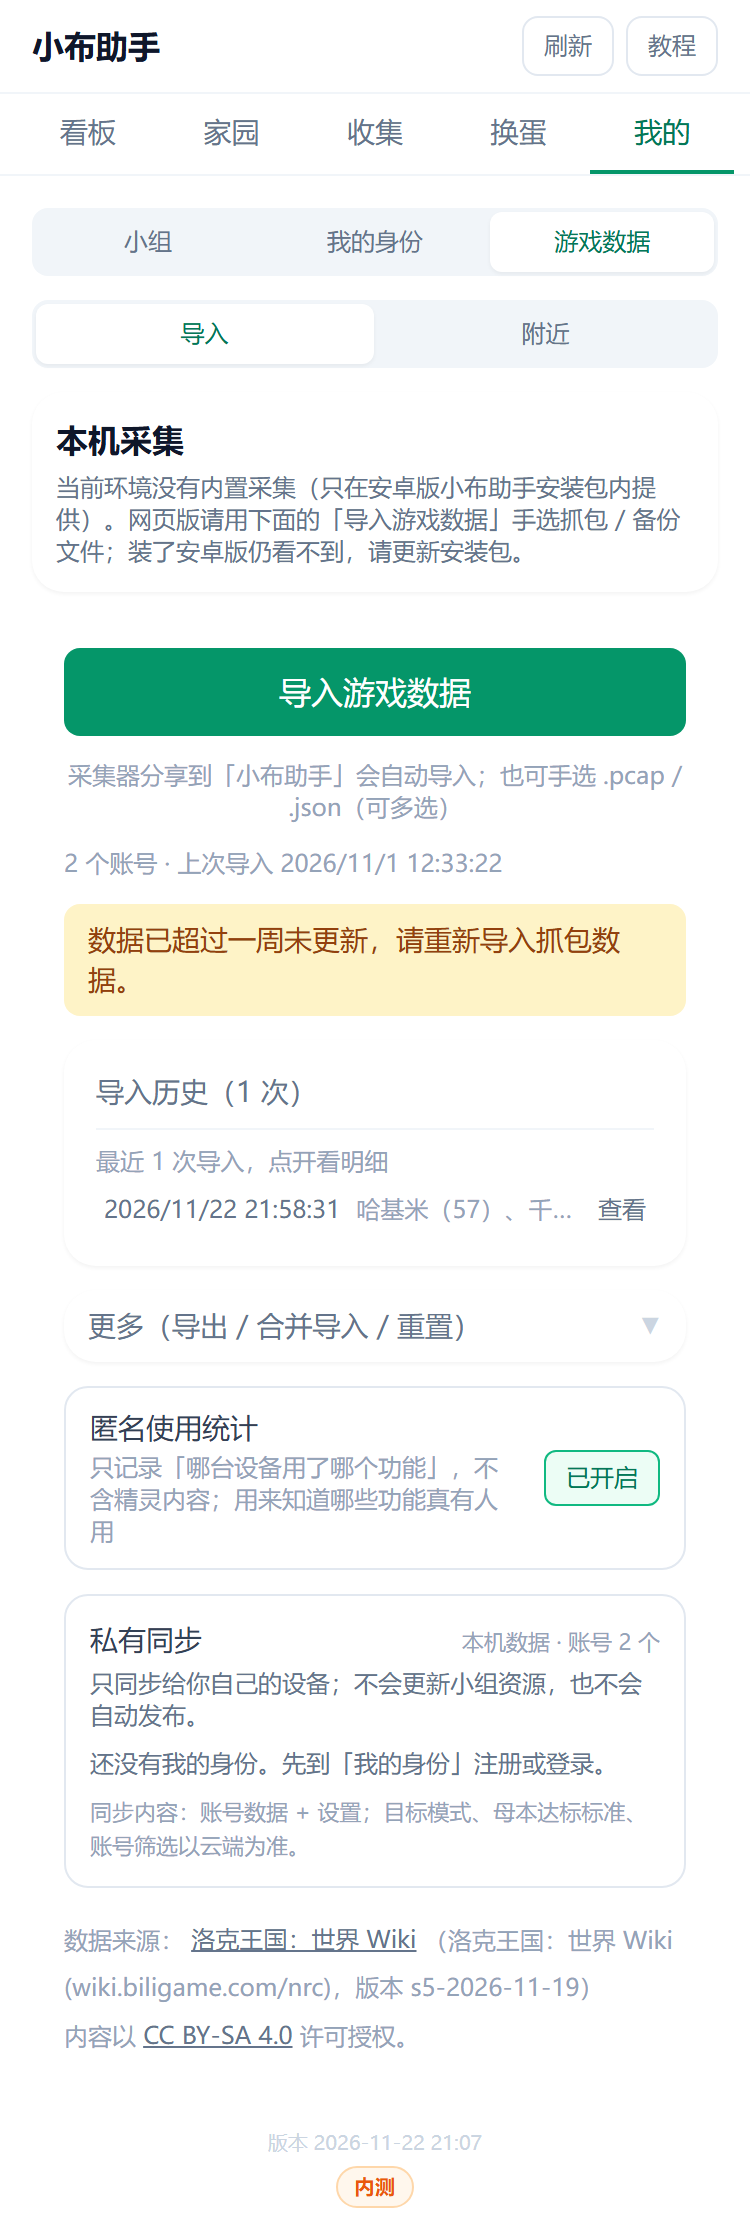 小布助手
刷新
教程
看板
家园
收集
换蛋
我的
小组
我的身份
游戏数据
导入
附近
本机采集
当前环境没有内置采集（只在安卓版小布助手安装包内提
供）。网页版请用下面的「导入游戏数据」手选抓包 / 备份
文件；装了安卓版仍看不到，请更新安装包。
导入游戏数据
采集器分享到「小布助手」会自动导入；也可手选 .pcap /
.json（可多选）
2 个账号 · 上次导入 2026/11/1 12:33:22
数据已超过一周未更新，请重新导入抓包数
据。
导入历史（1 次）
最近 1 次导入，点开看明细
2026/11/22 21:58:31 哈基米（57）、千... 查看
更多（导出 / 合并导入 / 重置） ▼
匿名使用统计
只记录「哪台设备用了哪个功能」，不
含精灵内容；用来知道哪些功能真有人
用
已开启
私有同步
本机数据 · 账号 2 个
只同步给你自己的设备；不会更新小组资源，也不会
自动发布。
还没有我的身份。先到「我的身份」注册或登录。
同步内容：账号数据 + 设置；目标模式、母本达标标准、
账号筛选以云端为准。
数据来源： 洛克王国：世界 Wiki （洛克王国：世界 Wiki
(wiki.biligame.com/nrc)，版本 s5-2026-11-19）
内容以 CC BY-SA 4.0 许可授权。
版本 2026-11-22 21:07
内测